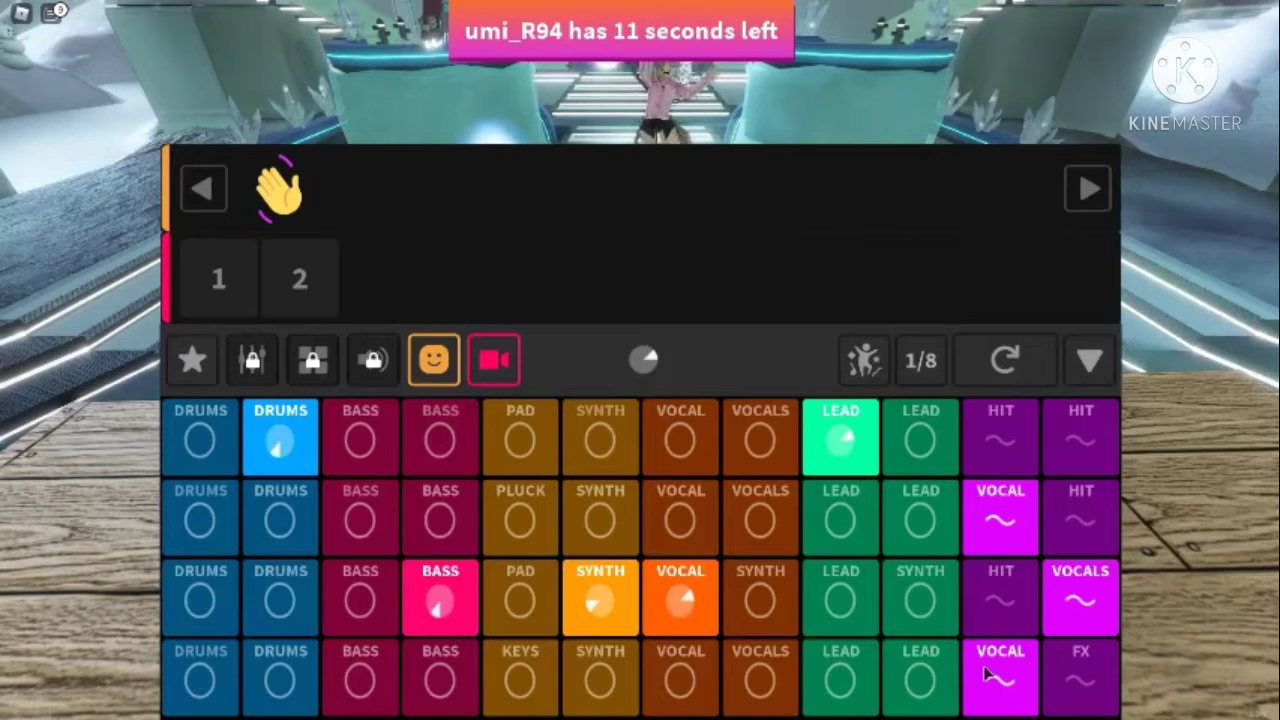 3
umi_R94 has 11 seconds left
K
KINEMASTER
1 2
1/8
DRUMS DRUMS BASS BASS PAD SYNTH VOCAL VOCALS LEAD LEAD HIT HIT
DRUMS DRUMS BASS BASS PLUCK SYNTH VOCAL VOCALS LEAD LEAD VOCAL HIT
DRUMS DRUMS BASS BASS PAD SYNTH VOCAL SYNTH LEAD SYNTH HIT VOCALS
DRUMS DRUMS BASS BASS KEYS SYNTH VOCAL VOCALS LEAD LEAD VOCAL FX